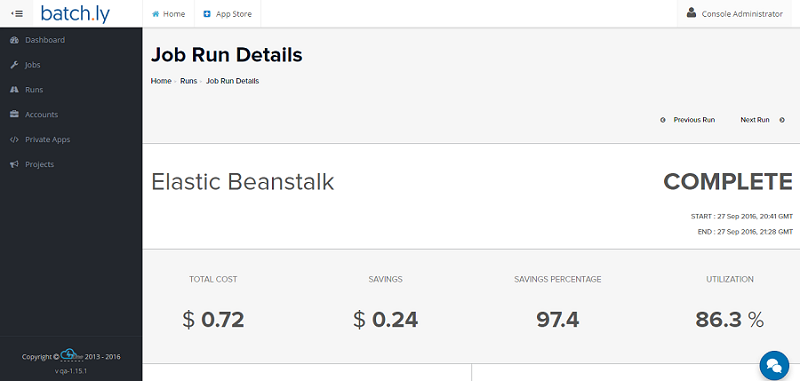 batch.ly
Home
App Store
Console Administrator
Dashboard
Jobs
Runs
Accounts
Private Apps
Projects
Job Run Details
Home - Runs - Job Run Details
Previous Run
Next Run
Elastic Beanstalk
COMPLETE
START : 27 Sep 2016, 20:41 GMT
END : 27 Sep 2016, 21:28 GMT
TOTAL COST
SAVINGS
SAVINGS PERCENTAGE
UTILIZATION
$ 0.72
$ 0.24
97.4
86.3 %
Copyright © 2013 - 2016
v qa-1.15.1